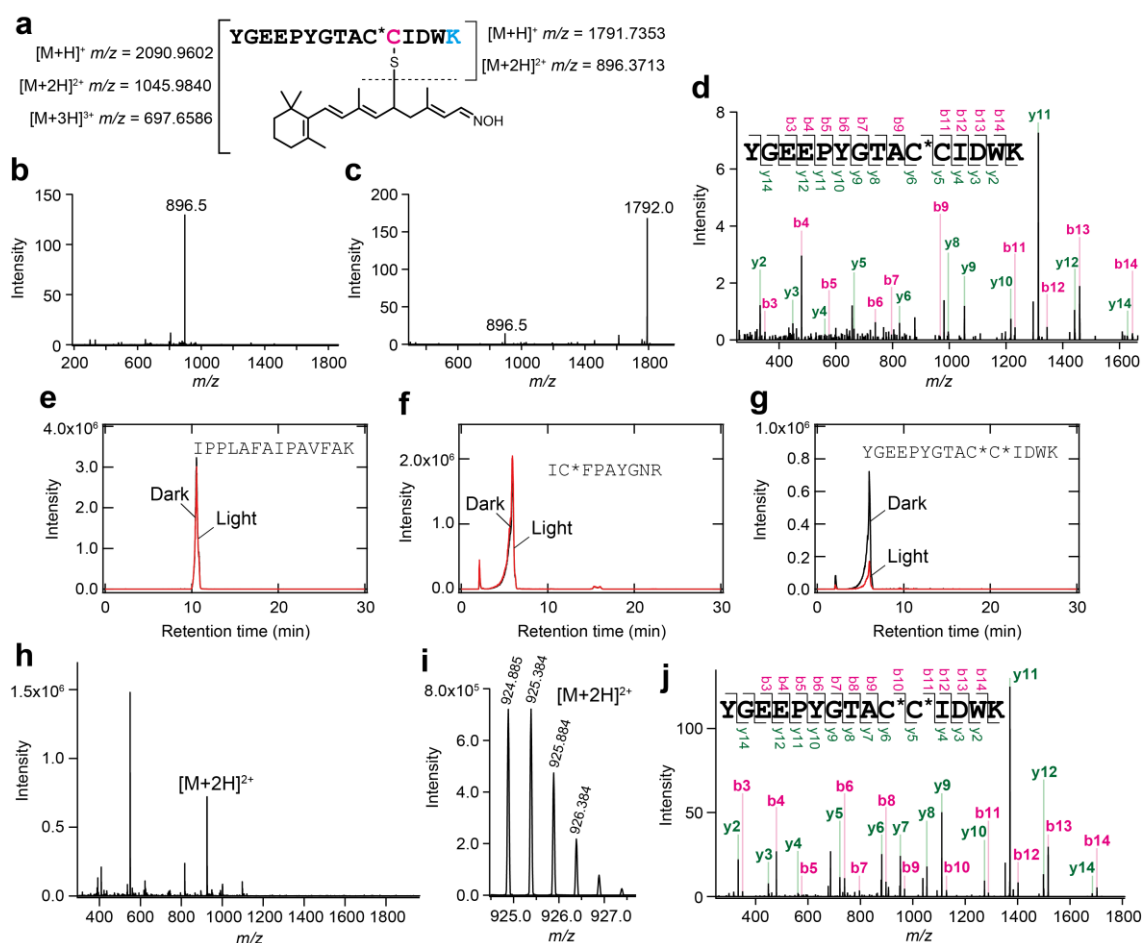 a
YGEEPYGTAC*CIDWK
[M+H]⁺ m/z = 2090.9602
[M+2H]²⁺ m/z = 1045.9840
[M+3H]³⁺ m/z = 697.6586
[M+H]⁺ m/z = 1791.7353
[M+2H]²⁺ m/z = 896.3713
S
NOH
b
896.5
150
100
50
0
Intensity
200 600 1000 1400 1800
m/z
c
1792.0
896.5
200
150
100
50
0
Intensity
600 1000 1400 1800
m/z
d
b3 b4 b5 b6 b7 b9 b11 b12 b13 b14
YGEEPYGTAC*CIDWK
y14 y12 y11 y10 y9 y8 y6 y5 y4 y3 y2
y11
b4 b9 y8 y9 b11 y12 b13 b14
y2 b3 y3 y4 b5 y5 b6 b7 y6 y10 b12 y14
8
6
4
2
0
Intensity
400 600 800 1000 1200 1400 1600
m/z
e
IPPLAFAIPAVFAK
Dark
Light
4.0x10⁶
3.0
2.0
1.0
0.0
Intensity
0 10 20 30
Retention time (min)
f
IC*FPAYGNR
Dark
Light
2.0x10⁶
1.0
0.0
Intensity
0 10 20 30
Retention time (min)
g
YGEEPYGTAC*C*IDWK
Dark
Light
1.0x10⁶
0.8
0.6
0.4
0.2
0.0
Intensity
0 10 20 30
Retention time (min)
h
[M+2H]²⁺
1.5x10⁶
1.0
0.5
0.0
Intensity
400 600 800 1000 1200 1400
m/z
i
924.885
925.384
925.884
926.384
[M+2H]²⁺
8.0x10⁵
6.0
4.0
2.0
0.0
Intensity
925.0 926.0 927.0
m/z
j
b3 b4 b5 b6 b7 b8 b9 b10 b11 b12 b13 b14
YGEEPYGTAC*C*IDWK
y14 y12 y11 y10 y9 y8 y7 y6 y5 y4 y3 y2
y11
b3 b4 b6 b8 y9 y12
y2 y3 y4 b5 y5 b7 y6 y7 b9 y8 b10 y10 b11 b12 b13 y14 b14
100
50
0
Intensity
400 600 800 1000 1200 1400 1600 1800
m/z